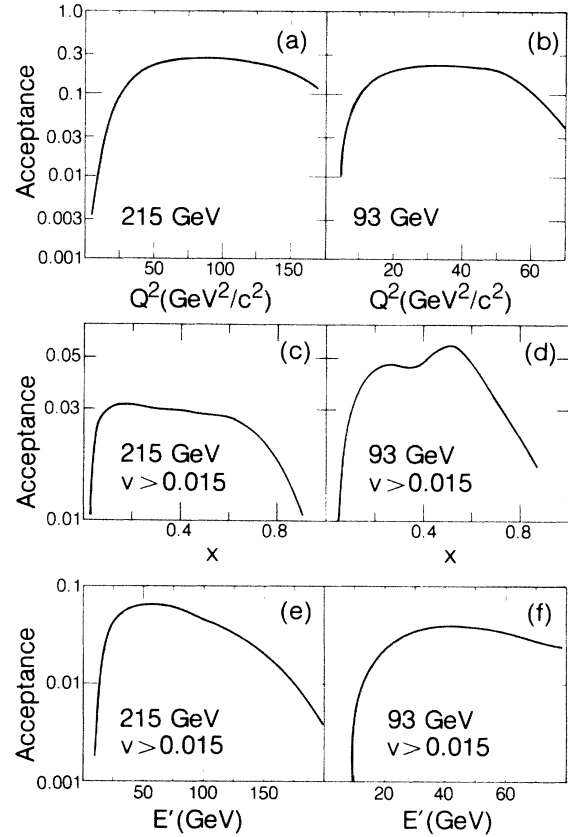 1.0
0.3
0.1
0.03
0.01
0.003
0.001
Acceptance
(a)
215 GeV
50 100 150
Q²(GeV²/c²)
(b)
93 GeV
20 40 60
Q²(GeV²/c²)
0.05
0.03
0.01
Acceptance
(c)
215 GeV
v > 0.015
0.4 0.8
x
(d)
93 GeV
v > 0.015
0.4 0.8
x
0.1
0.01
0.001
Acceptance
(e)
215 GeV
v > 0.015
50 100 150
E′(GeV)
(f)
93 GeV
v > 0.015
20 40 60
E′(GeV)